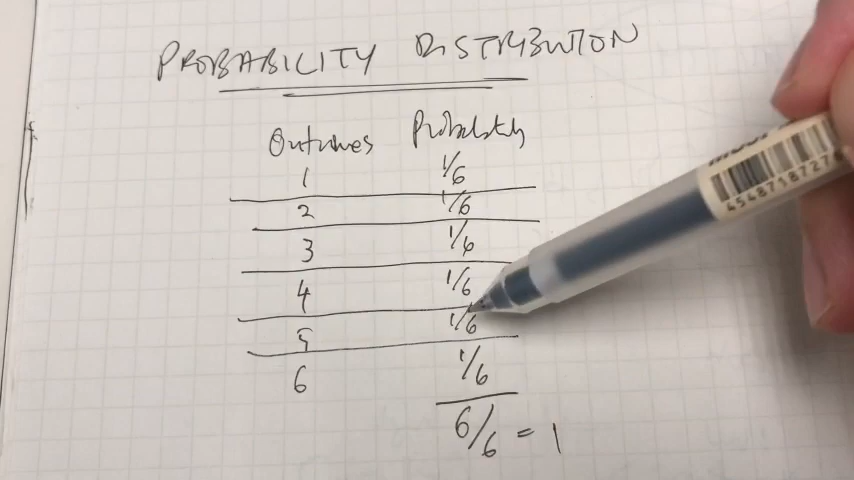 PROBABILITY DISTRIBUTION
Outcomes Probability
1 1/6
2 1/6
3 1/6
4 1/6
5 1/6
6 1/6
6/6 = 1